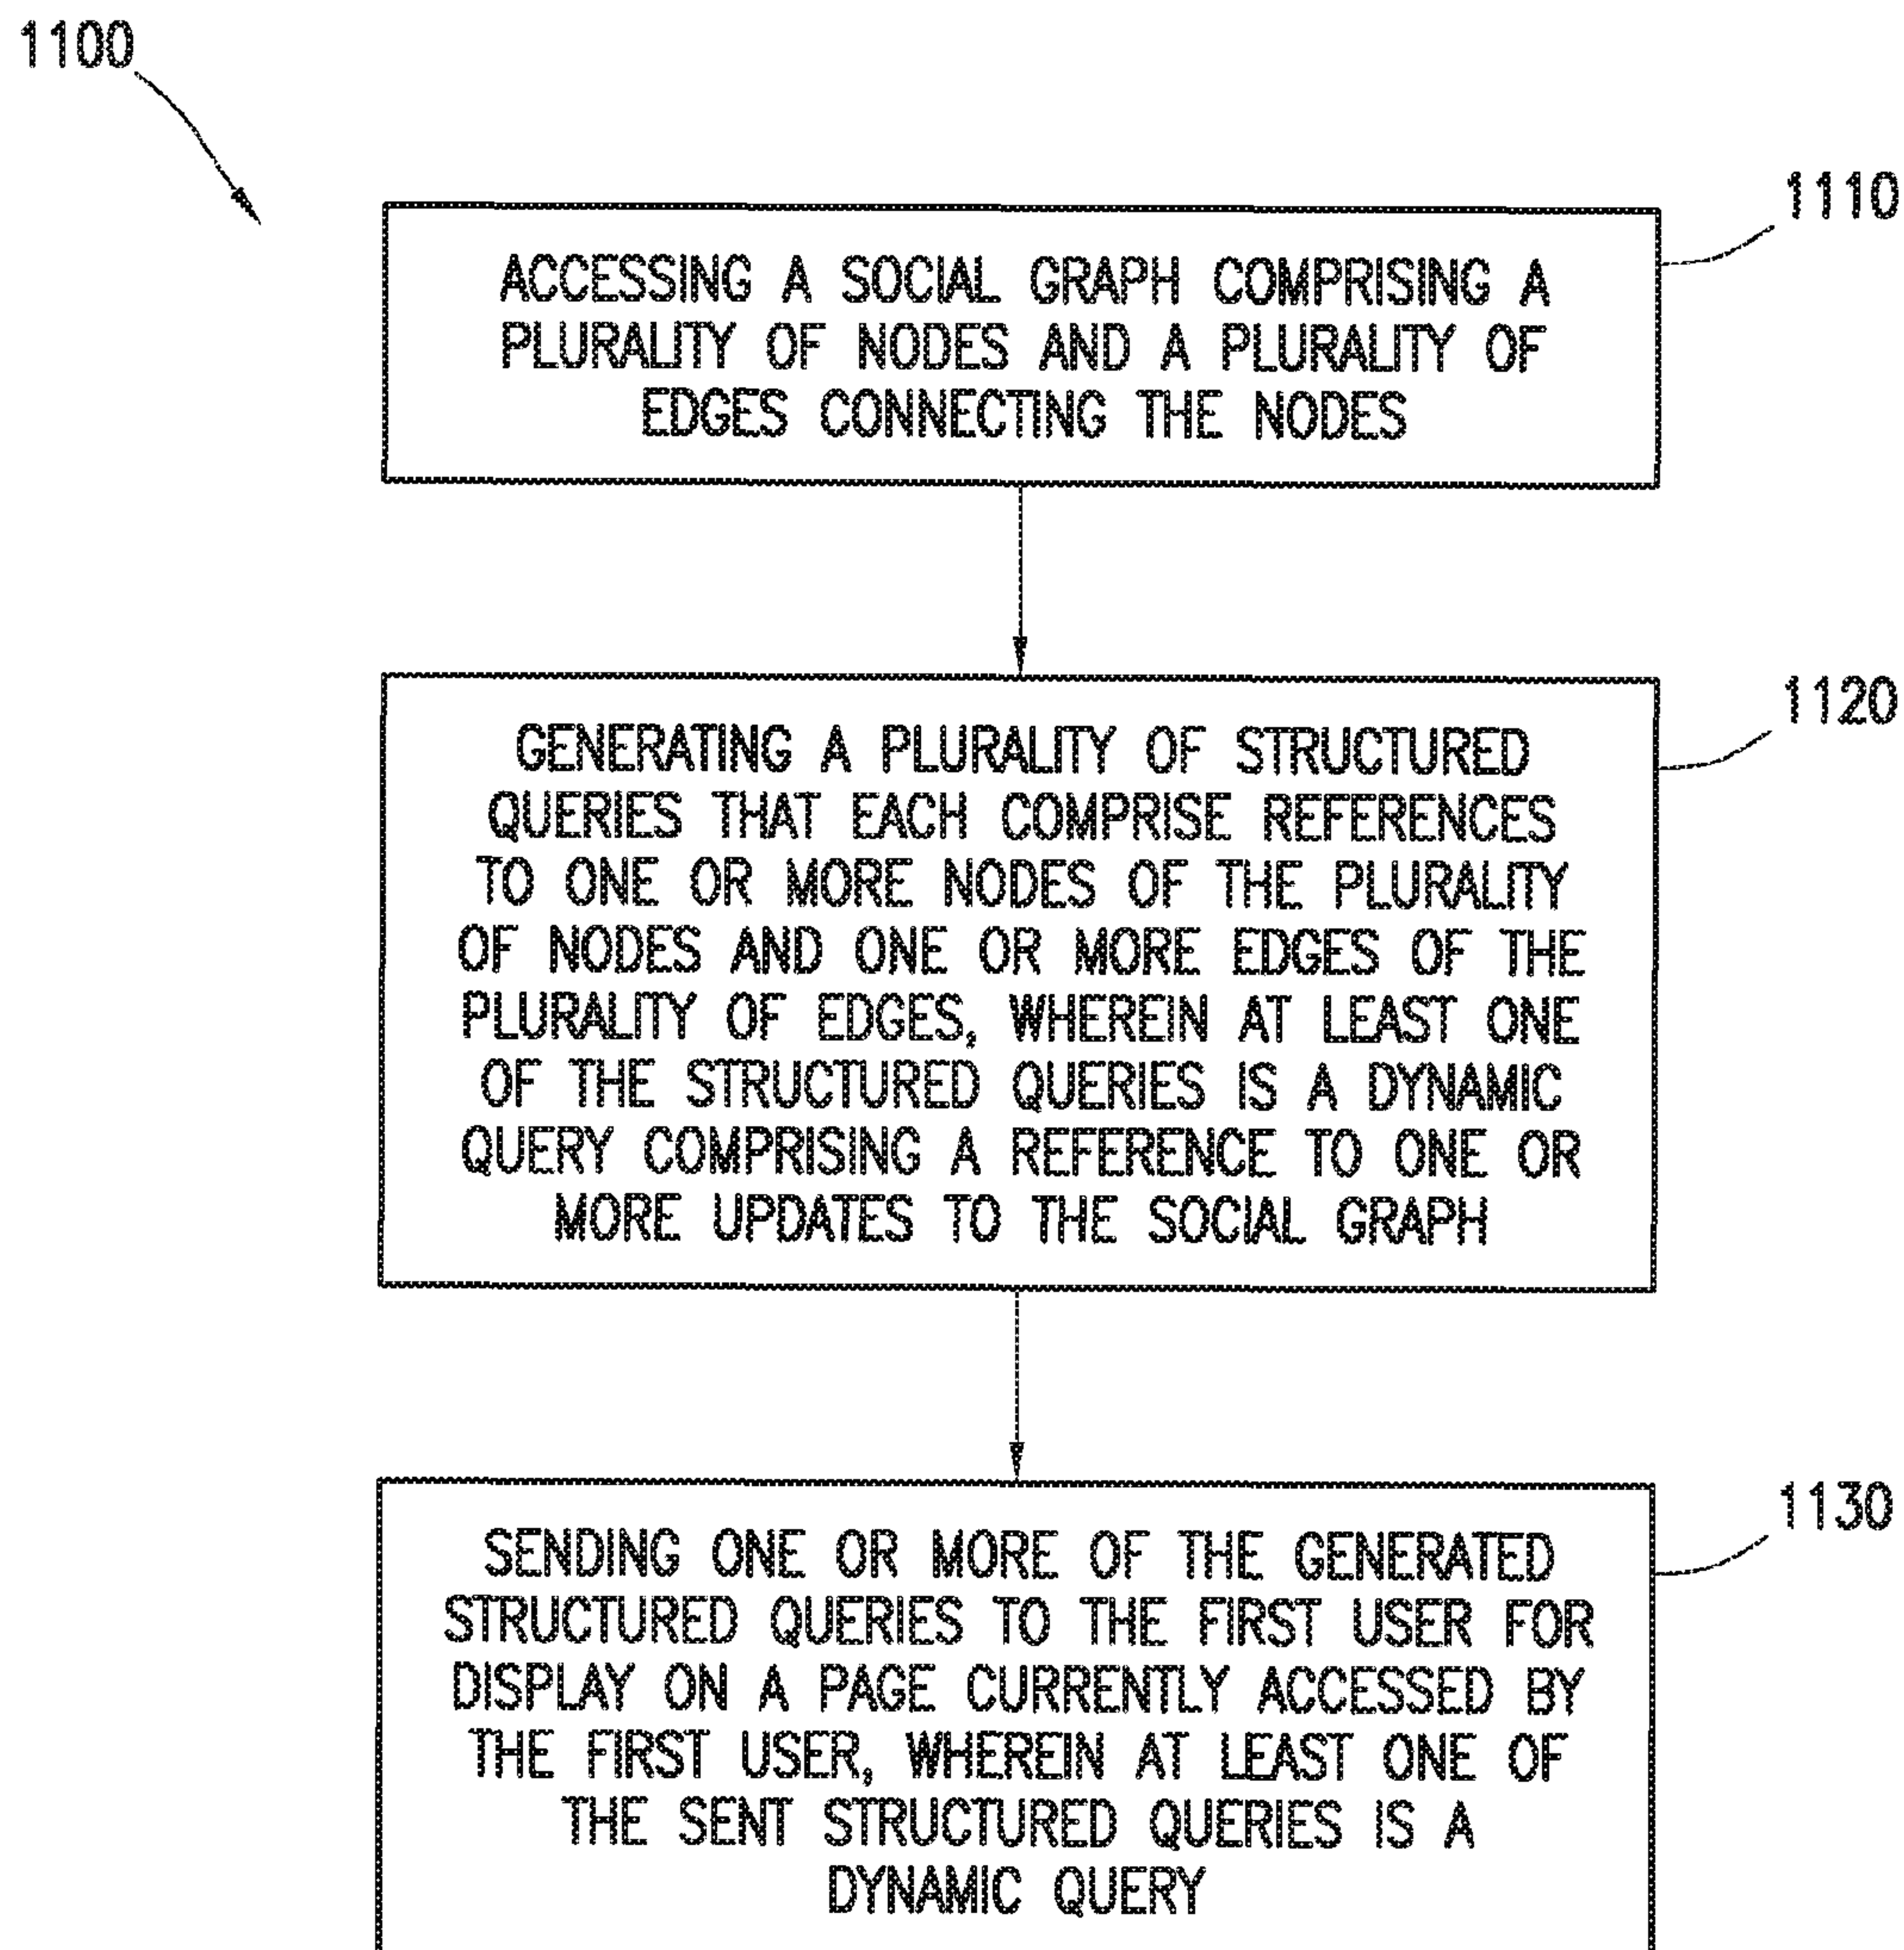 1100
1110
ACCESSING A SOCIAL GRAPH COMPRISING A
PLURALITY OF NODES AND A PLURALITY OF
EDGES CONNECTING THE NODES
1120
GENERATING A PLURALITY OF STRUCTURED
QUERIES THAT EACH COMPRISE REFERENCES
TO ONE OR MORE NODES OF THE PLURALITY
OF NODES AND ONE OR MORE EDGES OF THE
PLURALITY OF EDGES, WHEREIN AT LEAST ONE
OF THE STRUCTURED QUERIES IS A DYNAMIC
QUERY COMPRISING A REFERENCE TO ONE OR
MORE UPDATES TO THE SOCIAL GRAPH
1130
SENDING ONE OR MORE OF THE GENERATED
STRUCTURED QUERIES TO THE FIRST USER FOR
DISPLAY ON A PAGE CURRENTLY ACCESSED BY
THE FIRST USER, WHEREIN AT LEAST ONE OF
THE SENT STRUCTURED QUERIES IS A
DYNAMIC QUERY